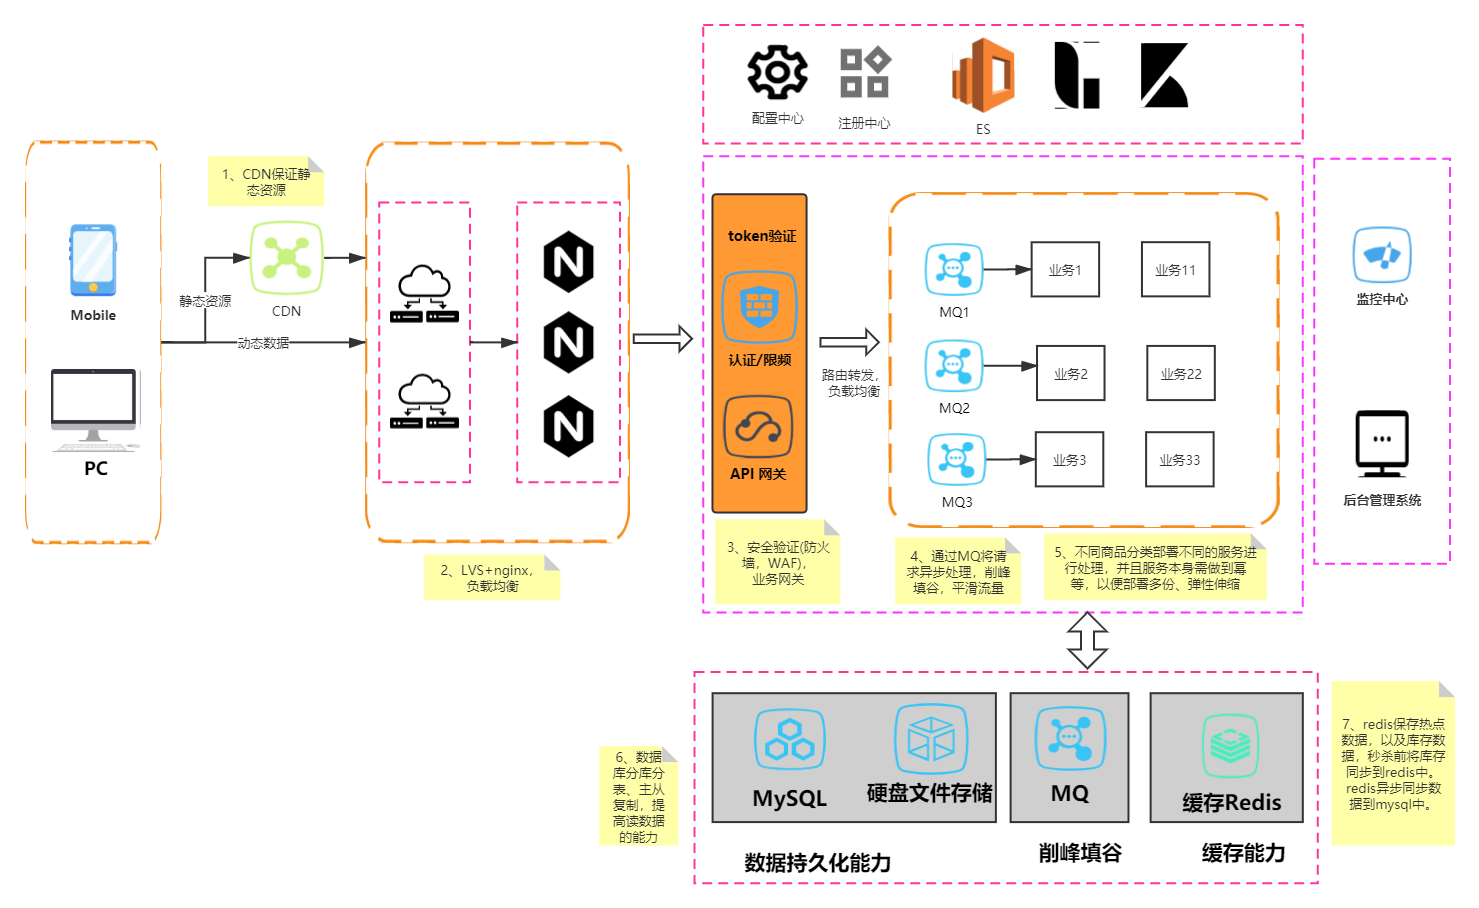 配置中心
注册中心
ES
1、CDN保证静
态资源
Mobile
PC
静态资源
CDN
动态数据
2、LVS+nginx,
负载均衡
token验证
认证/限频
API 网关
路由转发，
负载均衡
MQ1
业务1
业务11
MQ2
业务2
业务22
MQ3
业务3
业务33
3、安全验证(防火
墙，WAF)，
业务网关
4、通过MQ将请
求异步处理，削峰
填谷，平滑流量
5、不同商品分类部署不同的服务进
行处理，并且服务本身需做到幂
等，以便部署多份、弹性伸缩
监控中心
后台管理系统
6、数据
库分库分
表、主从
复制，提
高读数据
的能力
MySQL
硬盘文件存储
MQ
缓存Redis
数据持久化能力
削峰填谷
缓存能力
7、redis保存热点
数据，以及库存数
据，秒杀前将库存
同步到redis中。
redis异步同步数
据到mysql中。